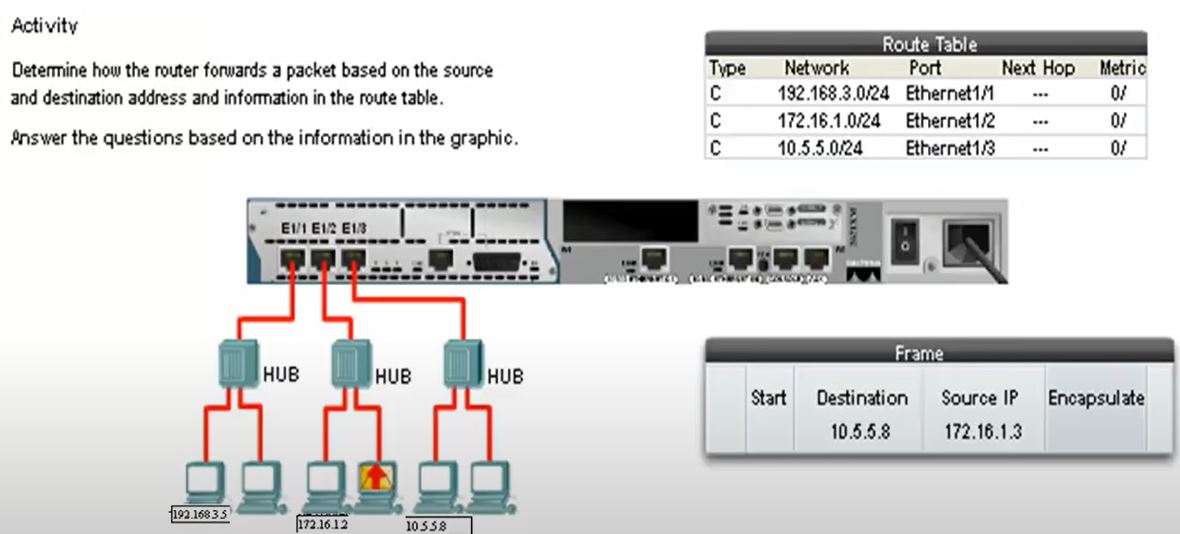 Activity
Determine how the router forwards a packet based on the source
and destination address and information in the route table.
Answer the questions based on the information in the graphic.
Route Table
Type Network Port Next Hop Metric
C 192.168.3.0/24 Ethernet1/1 --- 0/
C 172.16.1.0/24 Ethernet1/2 --- 0/
C 10.5.5.0/24 Ethernet1/3 --- 0/
E1/1 E1/2 E1/3
HUB HUB HUB
Frame
Start Destination Source IP Encapsulate
10.5.5.8 172.16.1.3
192.168.3.5 172.16.1.2 10.5.5.8